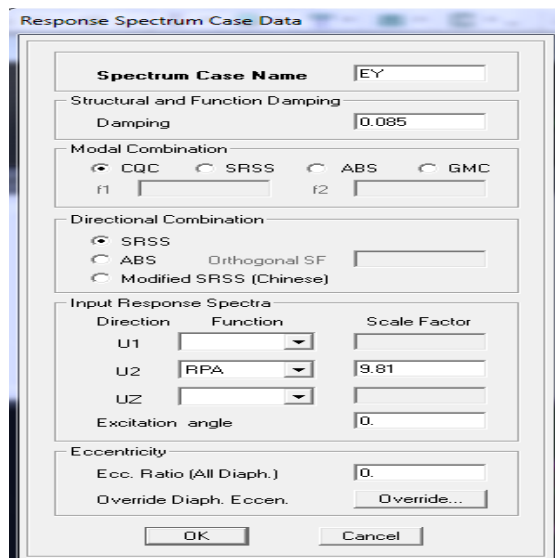 Response Spectrum Case Data
Spectrum Case Name EY
Structural and Function Damping
Damping 0.085
Modal Combination
CQC SRSS ABS GMC
f1 f2
Directional Combination
SRSS
ABS Orthogonal SF
Modified SRSS (Chinese)
Input Response Spectra
Direction Function Scale Factor
U1
U2 RPA 9.81
UZ
Excitation angle 0.
Eccentricity
Ecc. Ratio (All Diaph.) 0.
Override Diaph. Eccen. Override...
OK Cancel